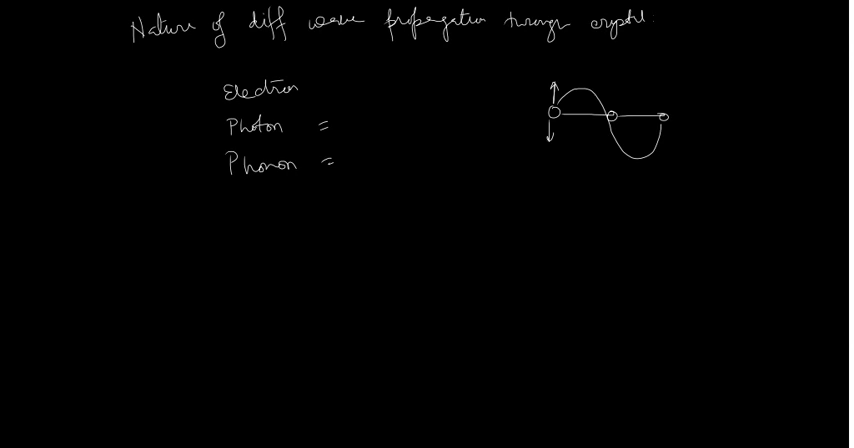 Nature of diff wave propagation through crystal:
Electron
Photon =
Phonon =